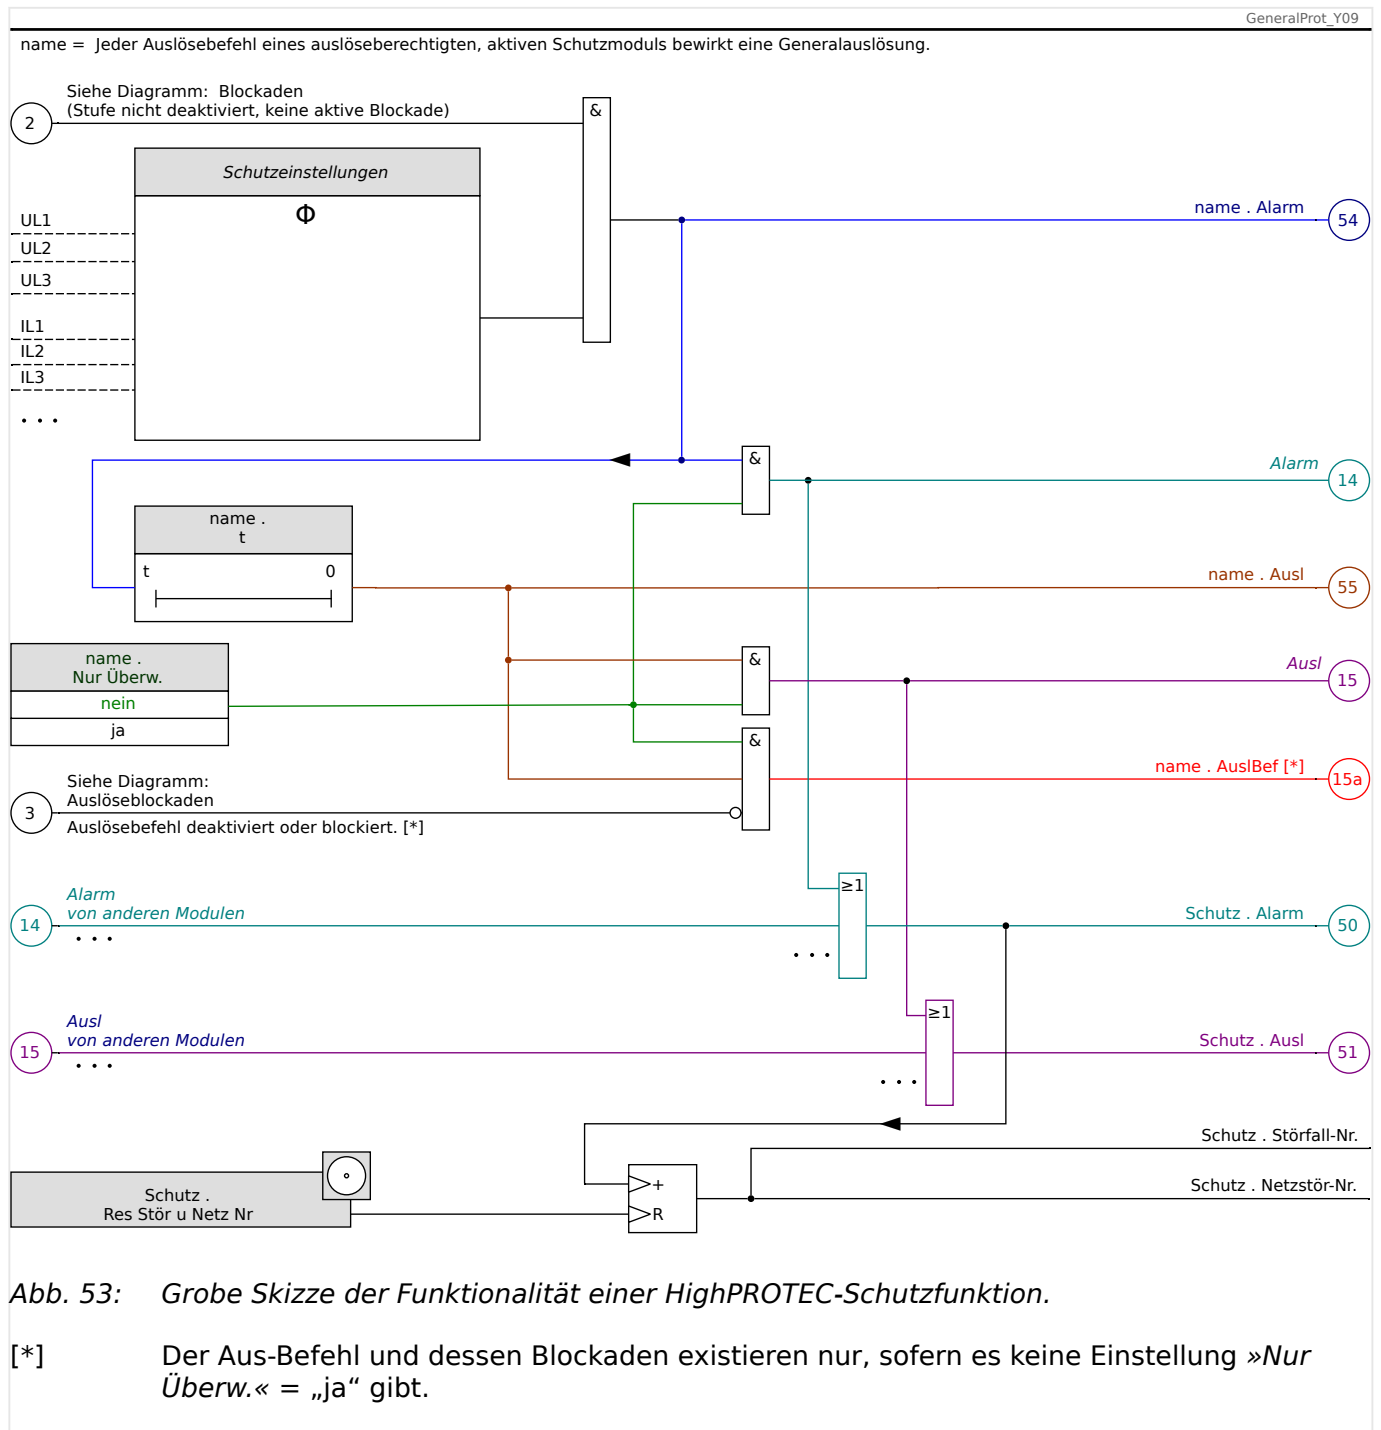 GeneralProt_Y09
name = Jeder Auslösebefehl eines auslöseberechtigten, aktiven Schutzmoduls bewirkt eine Generalauslösung.
Siehe Diagramm: Blockaden
(Stufe nicht deaktiviert, keine aktive Blockade)
2
&
Schutzeinstellungen
Φ
UL1
UL2
UL3
IL1
IL2
IL3
. . .
name . Alarm
54
&
Alarm
14
name .
t
t 0
name . Ausl
55
name .
Nur Überw.
nein
ja
&
Ausl
15
&
name . AuslBef [*]
15a
Siehe Diagramm:
Auslöseblockaden
3
Auslösebefehl deaktiviert oder blockiert. [*]
Alarm
von anderen Modulen
14
. . .
≥1
. . .
Schutz . Alarm
50
Ausl
von anderen Modulen
15
. . .
≥1
. . .
Schutz . Ausl
51
Schutz .
Res Stör u Netz Nr
+
R
Schutz . Störfall-Nr.
Schutz . Netzstör-Nr.
Abb. 53: Grobe Skizze der Funktionalität einer HighPROTEC-Schutzfunktion.
[*] Der Aus-Befehl und dessen Blockaden existieren nur, sofern es keine Einstellung »Nur
Überw.« = „ja“ gibt.